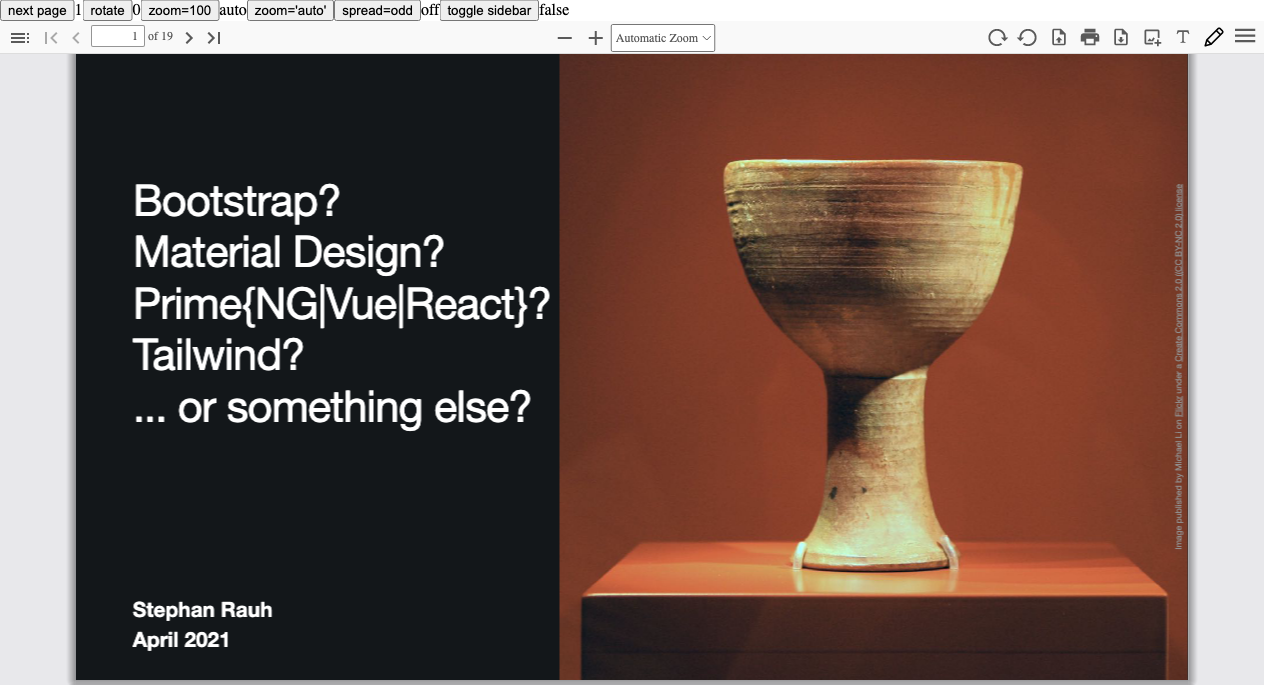 next page 1 rotate 0 zoom=100 auto zoom='auto' spread=odd off toggle sidebar false
1 of 19 Automatic Zoom T
Bootstrap?
Material Design?
Prime{NG|Vue|React}?
Tailwind?
... or something else?
Stephan Rauh
April 2021
Image published by Michael Li on Flickr under a Create Commons 2.0 ((CC BY-NC 2.0) license